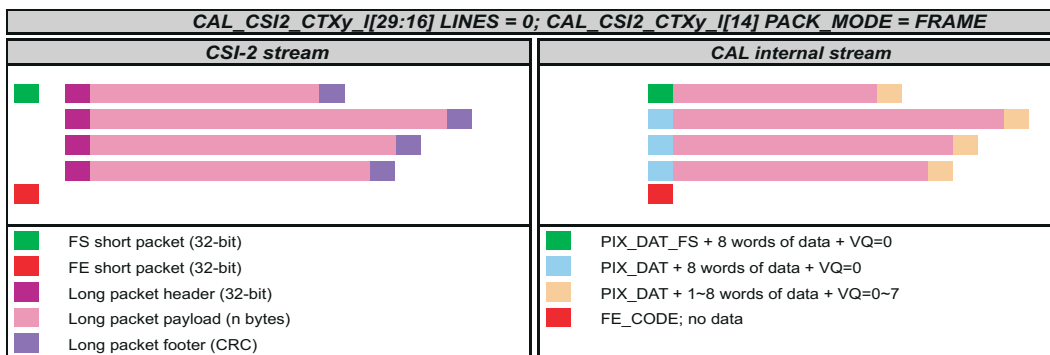 CAL_CSI2_CTXy_I[29:16] LINES = 0; CAL_CSI2_CTXy_I[14] PACK_MODE = FRAME
CSI-2 stream
CAL internal stream
FS short packet (32-bit)
FE short packet (32-bit)
Long packet header (32-bit)
Long packet payload (n bytes)
Long packet footer (CRC)
PIX_DAT_FS + 8 words of data + VQ=0
PIX_DAT + 8 words of data + VQ=0
PIX_DAT + 1~8 words of data + VQ=0~7
FE_CODE; no data